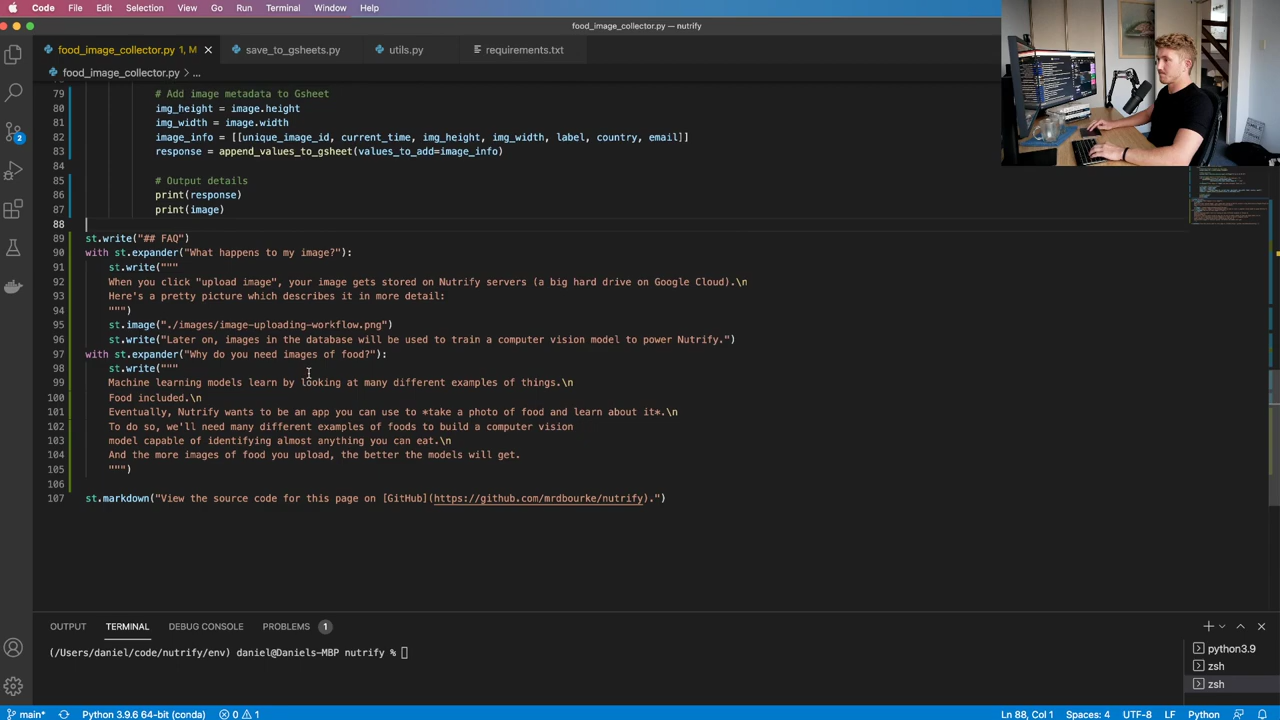 Code File Edit Selection View Go Run Terminal Window Help
food_image_collector.py — nutrify
food_image_collector.py 1, M save_to_gsheets.py utils.py requirements.txt
food_image_collector.py > ...
79 # Add image metadata to Gsheet
80 img_height = image.height
81 img_width = image.width
82 image_info = [[unique_image_id, current_time, img_height, img_width, label, country, email]]
83 response = append_values_to_gsheet(values_to_add=image_info)
84
85 # Output details
86 print(response)
87 print(image)
88
89 st.write("## FAQ")
90 with st.expander("What happens to my image?"):
91 st.write("""
92 When you click "upload image", your image gets stored on Nutrify servers (a big hard drive on Google Cloud).\n
93 Here's a pretty picture which describes it in more detail:
94 """)
95 st.image("./images/image-uploading-workflow.png")
96 st.write("Later on, images in the database will be used to train a computer vision model to power Nutrify.")
97 with st.expander("Why do you need images of food?"):
98 st.write("""
99 Machine learning models learn by looking at many different examples of things.\n
100 Food included.\n
101 Eventually, Nutrify wants to be an app you can use to *take a photo of food and learn about it*.\n
102 To do so, we'll need many different examples of foods to build a computer vision
103 model capable of identifying almost anything you can eat.\n
104 And the more images of food you upload, the better the models will get.
105 """)
106
107 st.markdown("View the source code for this page on [GitHub](https://github.com/mrdbourke/nutrify).")
2
OUTPUT TERMINAL DEBUG CONSOLE PROBLEMS 1
(/Users/daniel/code/nutrify/env) daniel@Daniels-MBP nutrify %
python3.9
zsh
zsh
main* Python 3.9.6 64-bit (conda) 0 1 Ln 88, Col 1 Spaces: 4 UTF-8 LF Python